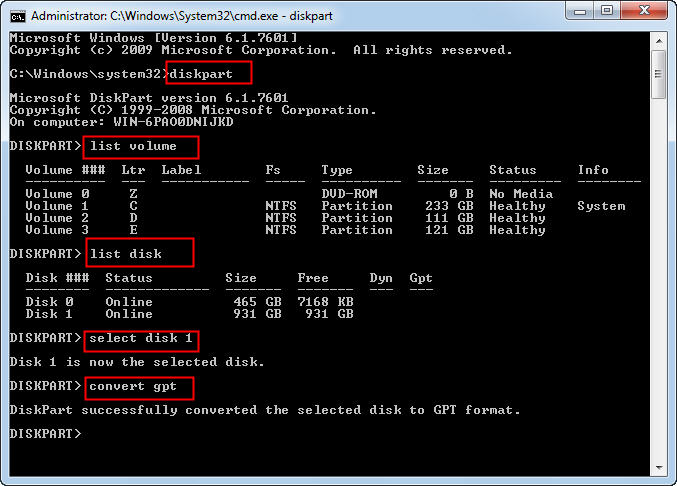 Administrator: C:\Windows\System32\cmd.exe - diskpart
Microsoft Windows [Version 6.1.7601]
Copyright (c) 2009 Microsoft Corporation.  All rights reserved.
C:\Windows\system32>diskpart
Microsoft DiskPart version 6.1.7601
Copyright (C) 1999-2008 Microsoft Corporation.
On computer: WIN-6PAO0DNIJKD
DISKPART> list volume
Volume ###  Ltr  Label        Fs     Type        Size     Status     Info
----------  ---  -----------  -----  ----------  -------  ---------  --------
Volume 0     Z                       DVD-ROM         0 B  No Media
Volume 1     C                NTFS   Partition    233 GB  Healthy    System
Volume 2     D                NTFS   Partition    111 GB  Healthy
Volume 3     E                NTFS   Partition    121 GB  Healthy
DISKPART> list disk
Disk ###  Status         Size     Free     Dyn  Gpt
--------  -------------  -------  -------  ---  ---
Disk 0    Online          465 GB  7168 KB
Disk 1    Online          931 GB   931 GB
DISKPART> select disk 1
Disk 1 is now the selected disk.
DISKPART> convert gpt
DiskPart successfully converted the selected disk to GPT format.
DISKPART>